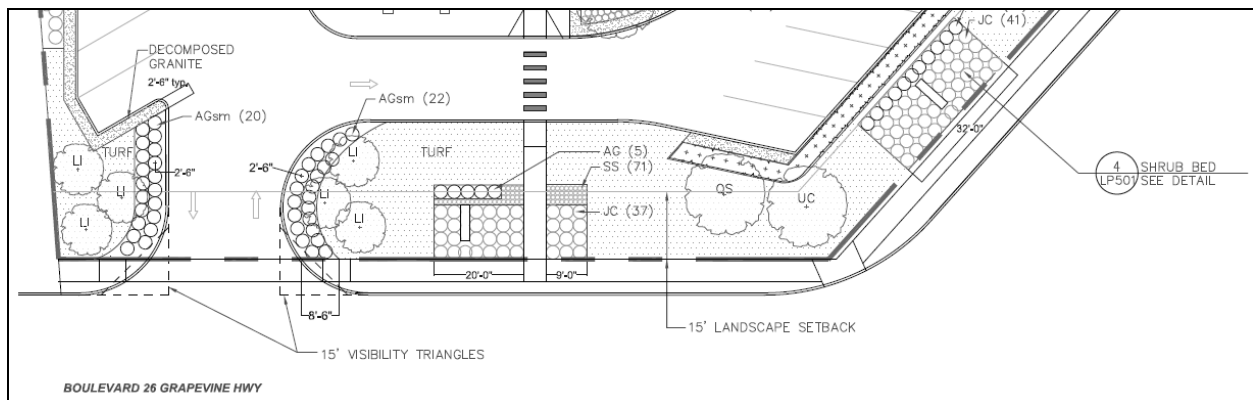 JC (41)
DECOMPOSED
GRANITE
2'-6" typ.
AGsm (22)
AGsm (20)
32'-0"
LI
TURF
LI
TURF
AG (5)
2'-6"
2'-6"
SS (71)
4
SHRUB BED
LP501
SEE DETAIL
LI
LI
QS
UC
LI
LI
JC (37)
20'-0"
9'-0"
8'-6"
15' LANDSCAPE SETBACK
15' VISIBILITY TRIANGLES
BOULEVARD 26 GRAPEVINE HWY